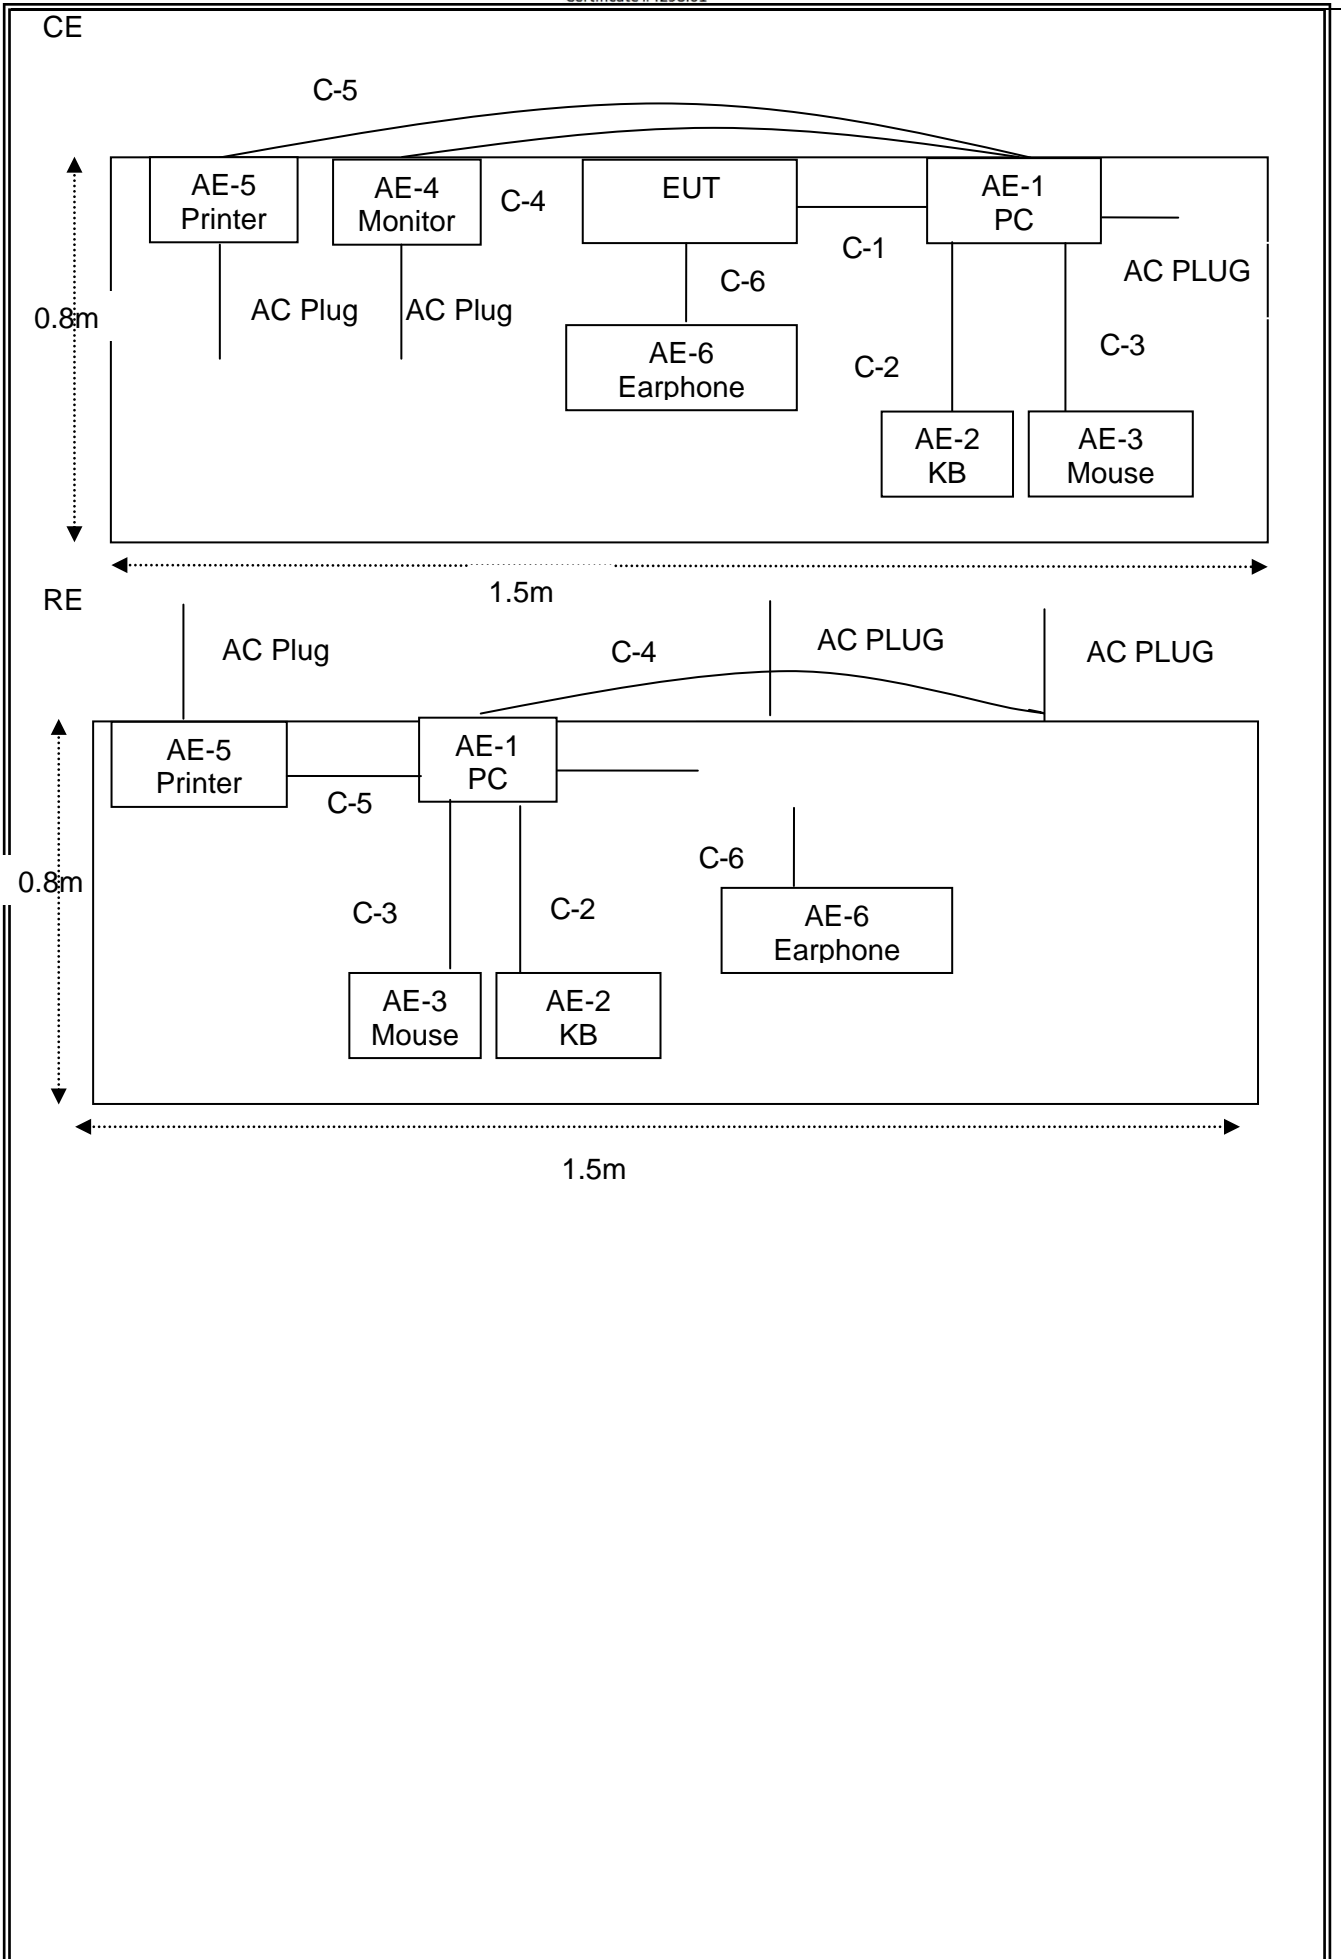 CE
C-5
AE-5
Printer
AE-4
Monitor
C-4
EUT
AE-1
PC
C-1
AC PLUG
C-6
AC Plug
AC Plug
0.8m
AE-6
Earphone
C-2
C-3
AE-2
KB
AE-3
Mouse
1.5m
RE
AC Plug
C-4
AC PLUG
AC PLUG
AE-5
Printer
AE-1
PC
C-5
C-6
0.8m
C-3
C-2
AE-6
Earphone
AE-3
Mouse
AE-2
KB
1.5m